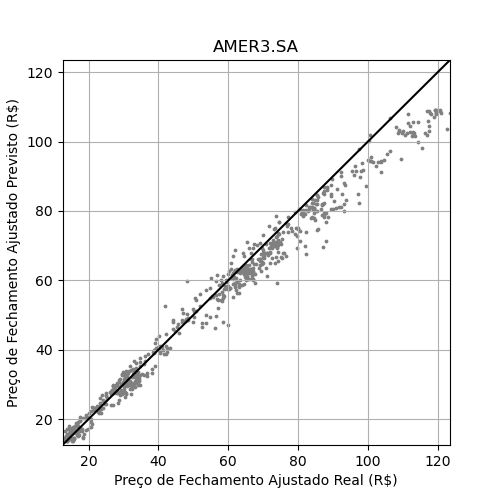 AMER3.SA
120
100
80
60
40
20
Preço de Fechamento Ajustado Previsto (R$)
20 40 60 80 100 120
Preço de Fechamento Ajustado Real (R$)